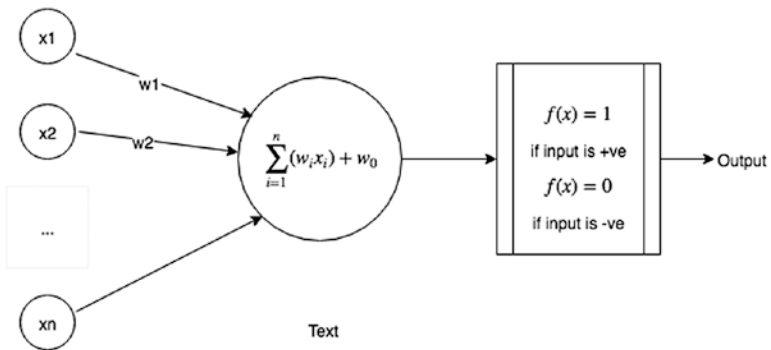 x1
w1
x2
w2
...
xn
∑_{i=1}^{n}(w_i x_i) + w_0
f(x) = 1
if input is +ve
f(x) = 0
if input is -ve
Output
Text